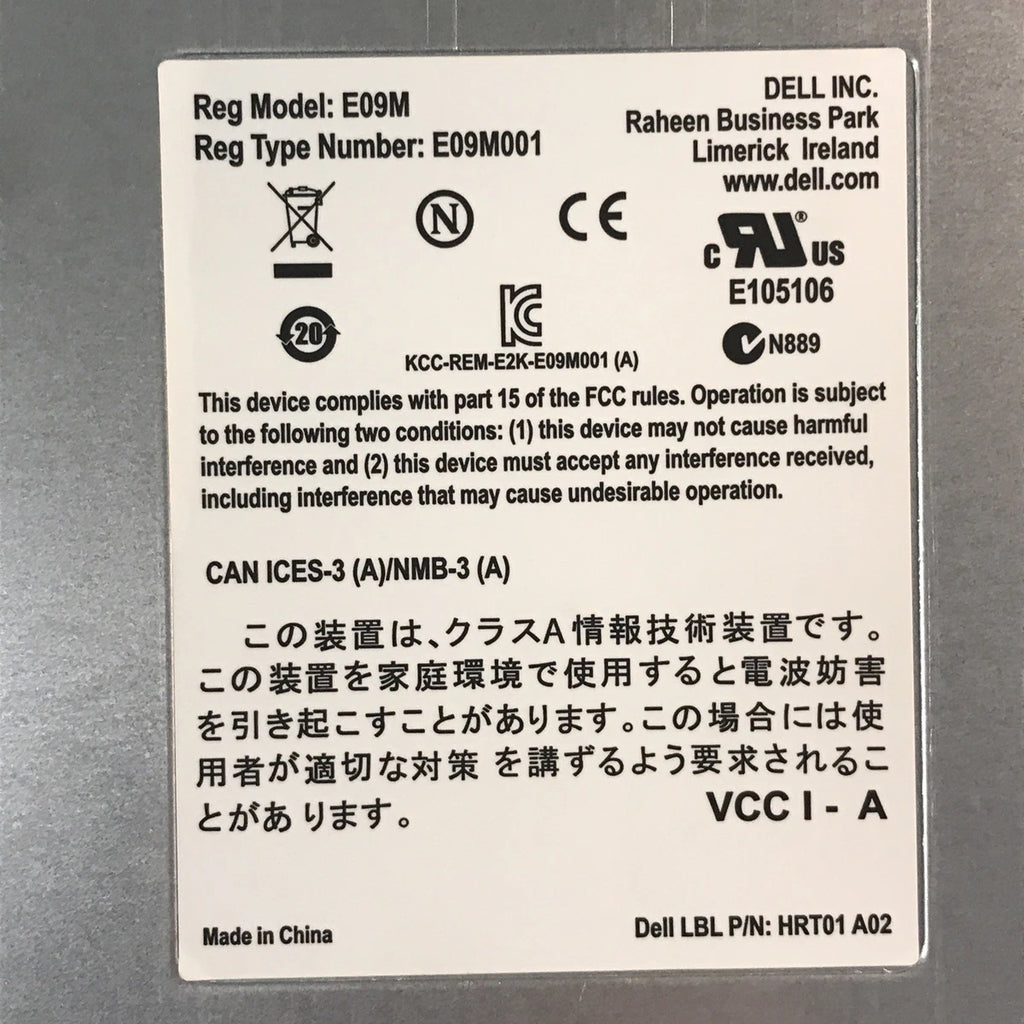 Reg Model: E09M
Reg Type Number: E09M001
DELL INC.
Raheen Business Park
Limerick Ireland
www.dell.com
N
CE
c RU® US
E105106
20
KC
KCC-REM-E2K-E09M001 (A)
N889
This device complies with part 15 of the FCC rules. Operation is subject
to the following two conditions: (1) this device may not cause harmful
interference and (2) this device must accept any interference received,
including interference that may cause undesirable operation.
CAN ICES-3 (A)/NMB-3 (A)
この装置は、クラスA情報技術装置です。
この装置を家庭環境で使用すると電波妨害
を引き起こすことがあります。この場合には使
用者が適切な対策 を講ずるよう要求されるこ
とがあ ります。
VCC I - A
Made in China
Dell LBL P/N: HRT01 A02